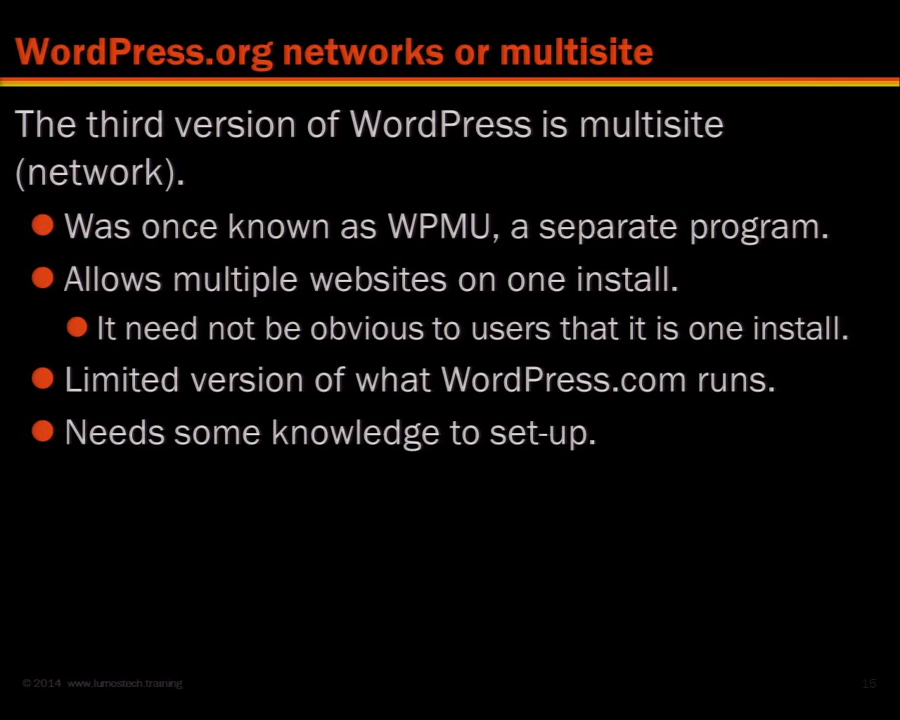 WordPress.org networks or multisite
The third version of WordPress is multisite
(network).
Was once known as WPMU, a separate program.
Allows multiple websites on one install.
It need not be obvious to users that it is one install.
Limited version of what WordPress.com runs.
Needs some knowledge to set-up.
© 2014 www.lumostech.training
15